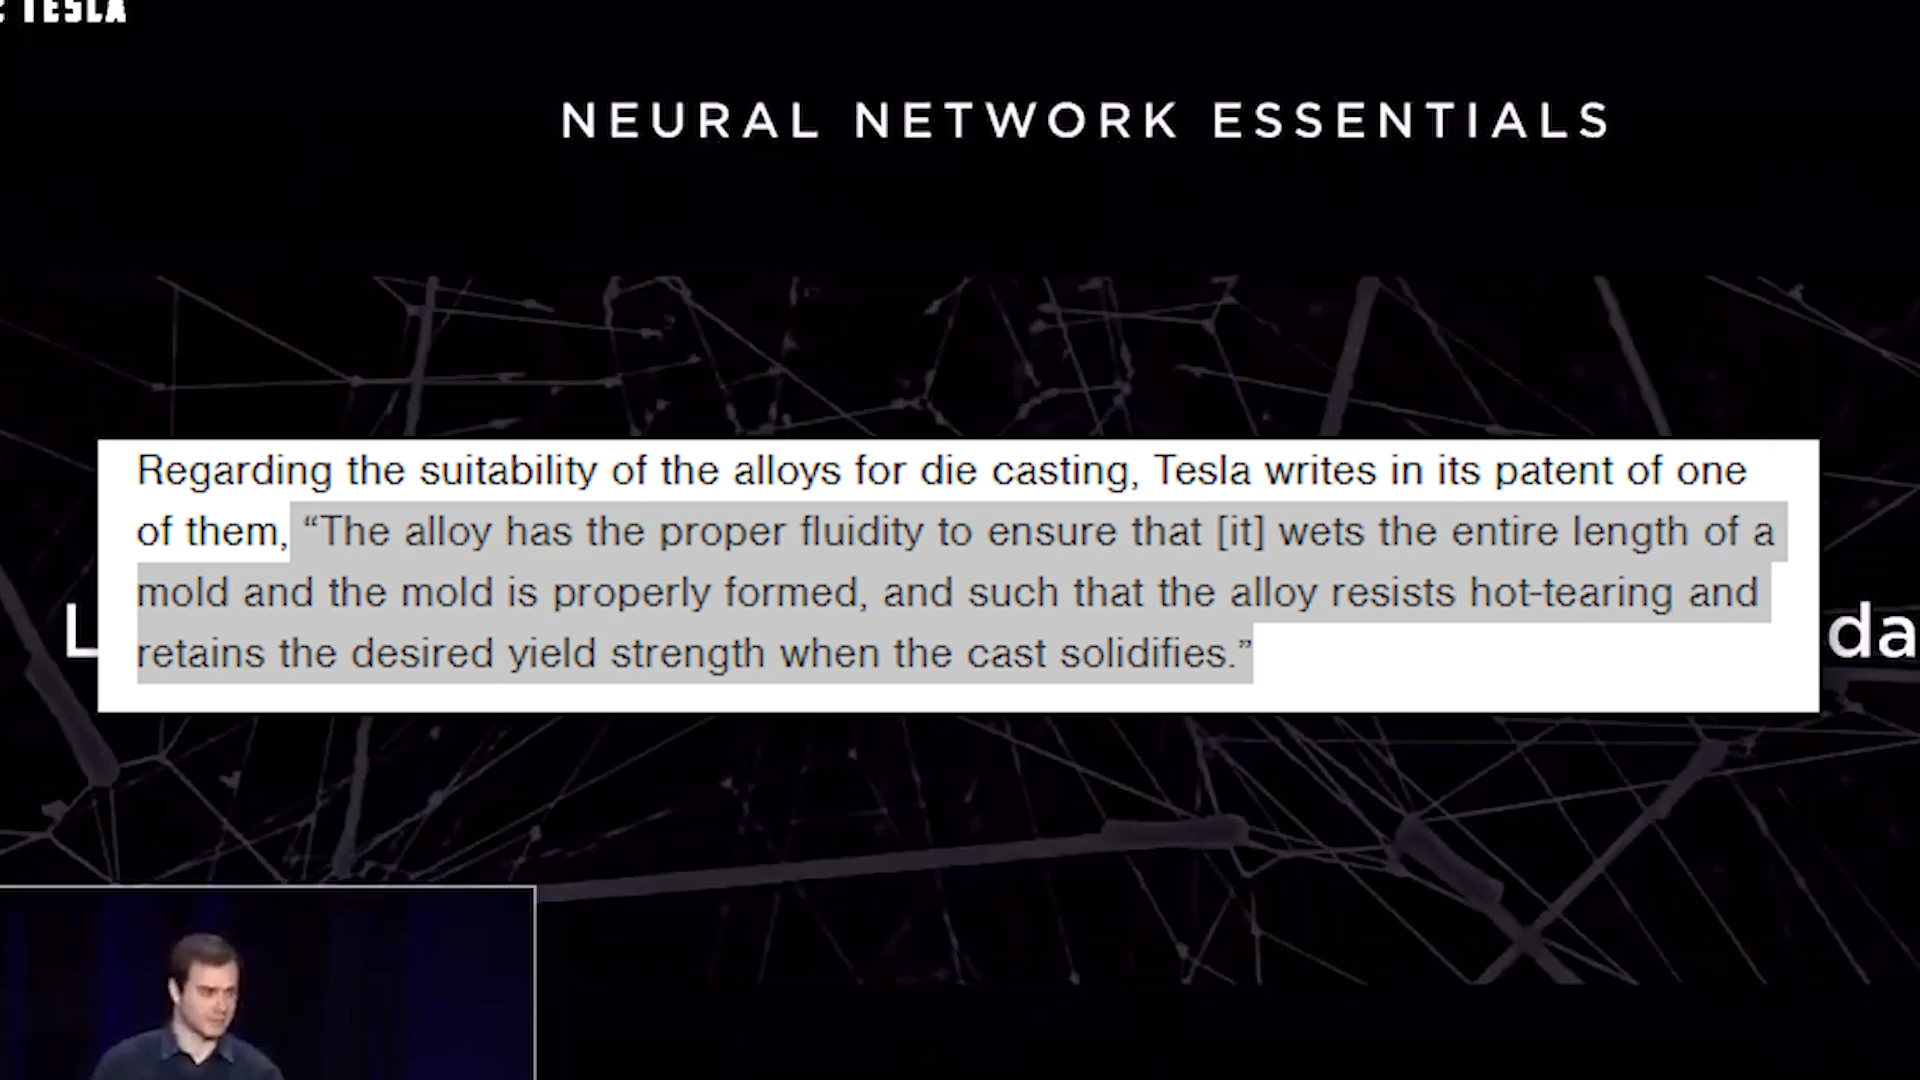 TESLA
NEURAL NETWORK ESSENTIALS
Regarding the suitability of the alloys for die casting, Tesla writes in its patent of one
of them, “The alloy has the proper fluidity to ensure that [it] wets the entire length of a
mold and the mold is properly formed, and such that the alloy resists hot-tearing and
retains the desired yield strength when the cast solidifies.”
L
da